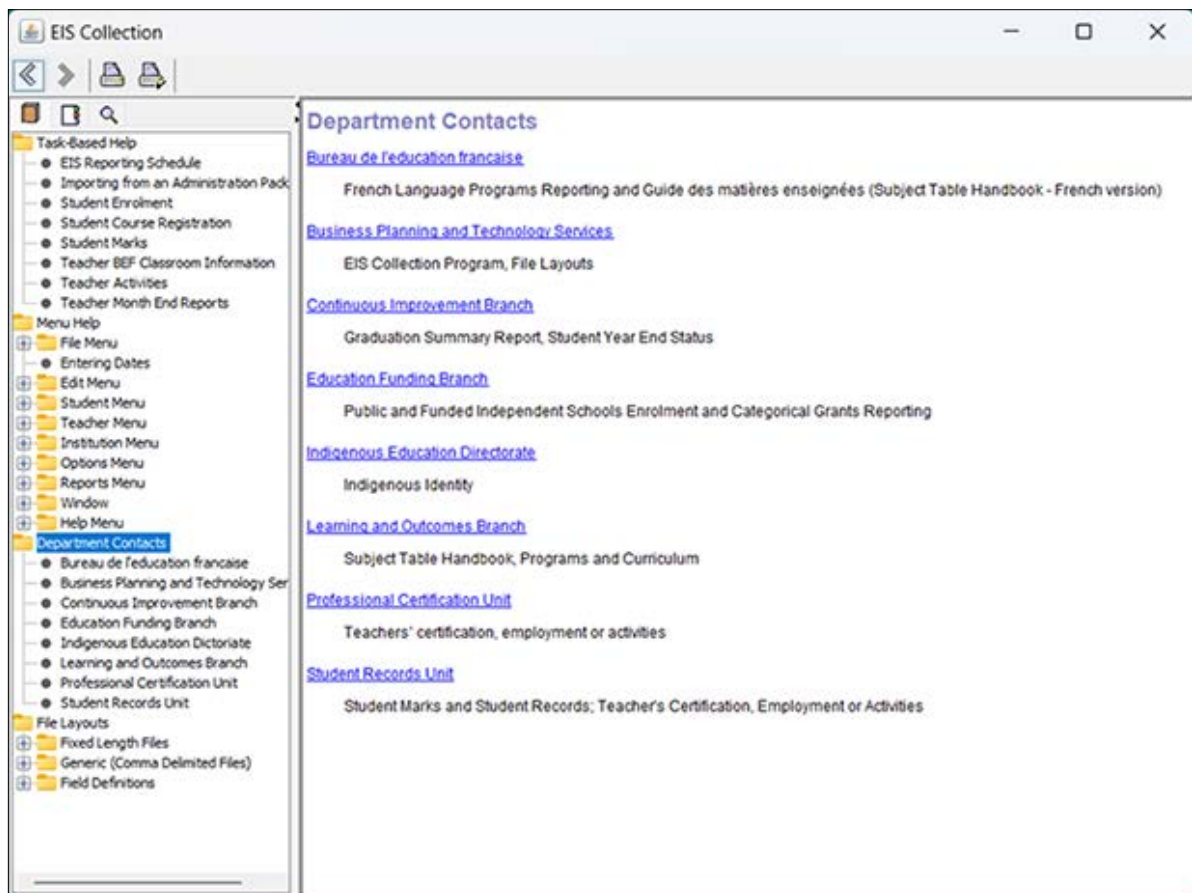 EIS Collection
Task-Based Help
EIS Reporting Schedule
Importing from an Administration Pack
Student Enrolment
Student Course Registration
Student Marks
Teacher BEF Classroom Information
Teacher Activities
Teacher Month End Reports
Menu Help
File Menu
Entering Dates
Edit Menu
Student Menu
Teacher Menu
Institution Menu
Options Menu
Reports Menu
Window
Help Menu
Department Contacts
Bureau de l'education francaise
Business Planning and Technology Ser
Continuous Improvement Branch
Education Funding Branch
Indigenous Education Dictoriate
Learning and Outcomes Branch
Professional Certification Unit
Student Records Unit
File Layouts
Fixed Length Files
Generic (Comma Delimited Files)
Field Definitions
Department Contacts
Bureau de l'education francaise
French Language Programs Reporting and Guide des matières enseignées (Subject Table Handbook - French version)
Business Planning and Technology Services
EIS Collection Program, File Layouts
Continuous Improvement Branch
Graduation Summary Report, Student Year End Status
Education Funding Branch
Public and Funded Independent Schools Enrolment and Categorical Grants Reporting
Indigenous Education Directorate
Indigenous Identity
Learning and Outcomes Branch
Subject Table Handbook, Programs and Curriculum
Professional Certification Unit
Teachers' certification, employment or activities
Student Records Unit
Student Marks and Student Records; Teacher's Certification, Employment or Activities